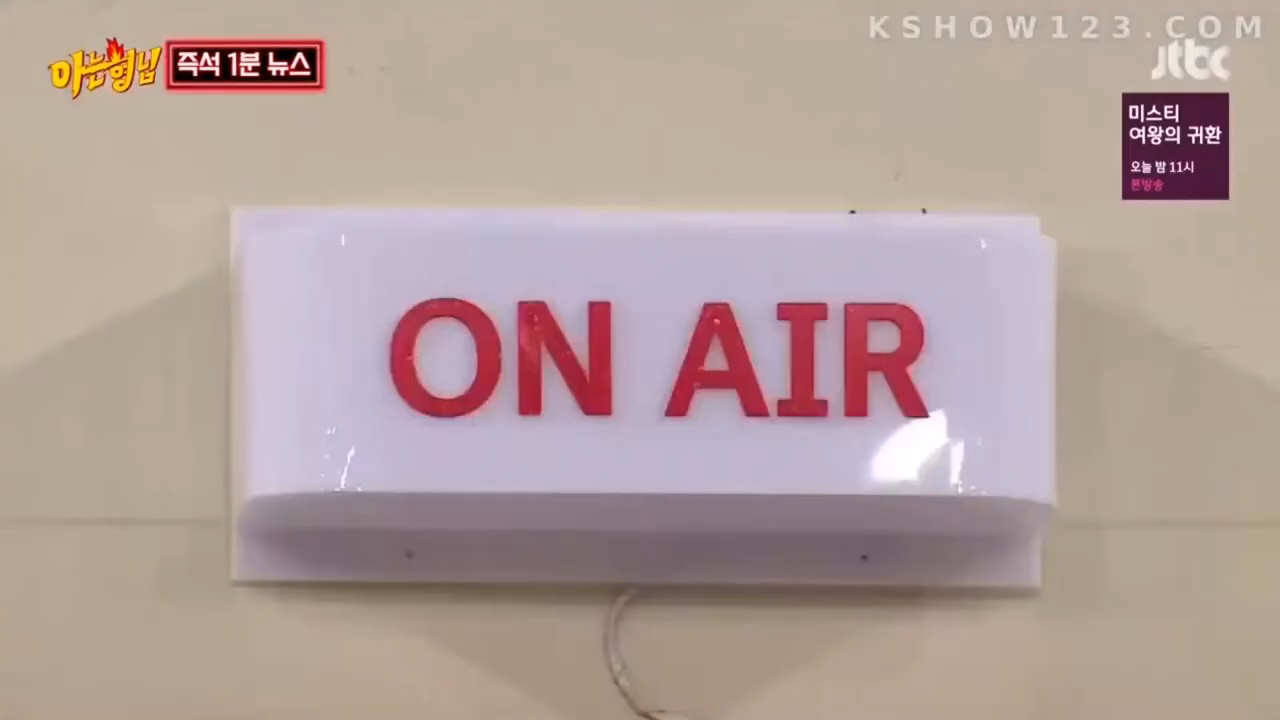 KSHOW123.COM
아는형님 즉석 1분 뉴스
jtbc
미스티
여왕의 귀환
오늘 밤 11시
본방송
ON AIR